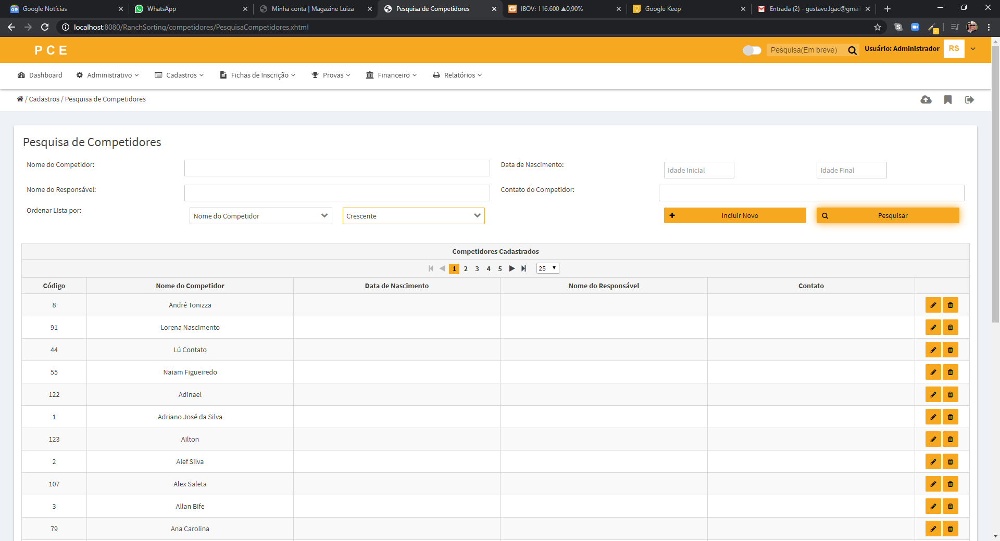 Google Notícias
WhatsApp
Minha conta | Magazine Luiza
Pesquisa de Competidores
IBOV: 116.600 ▲0,90%
Google Keep
Entrada (2) - gustavo.lgac@gmai
localhost:8080/RanchSorting/competidores/PesquisaCompetidores.xhtml
PCE
Pesquisa(Em breve)
Usuário: Administrador
RS
Dashboard
Administrativo
Cadastros
Fichas de Inscrição
Provas
Financeiro
Relatórios
/ Cadastros / Pesquisa de Competidores
Pesquisa de Competidores
Nome do Competidor:
Data de Nascimento:
Idade Inicial
Idade Final
Nome do Responsável:
Contato do Competidor:
Ordenar Lista por:
Nome do Competidor
Crescente
Incluir Novo
Pesquisar
Competidores Cadastrados
1 2 3 4 5 25
Código Nome do Competidor Data de Nascimento Nome do Responsável Contato
8 André Tonizza
91 Lorena Nascimento
44 Lú Contato
55 Naiam Figueiredo
122 Adinael
1 Adriano José da Silva
123 Ailton
2 Alef Silva
107 Alex Saleta
3 Allan Bife
79 Ana Carolina